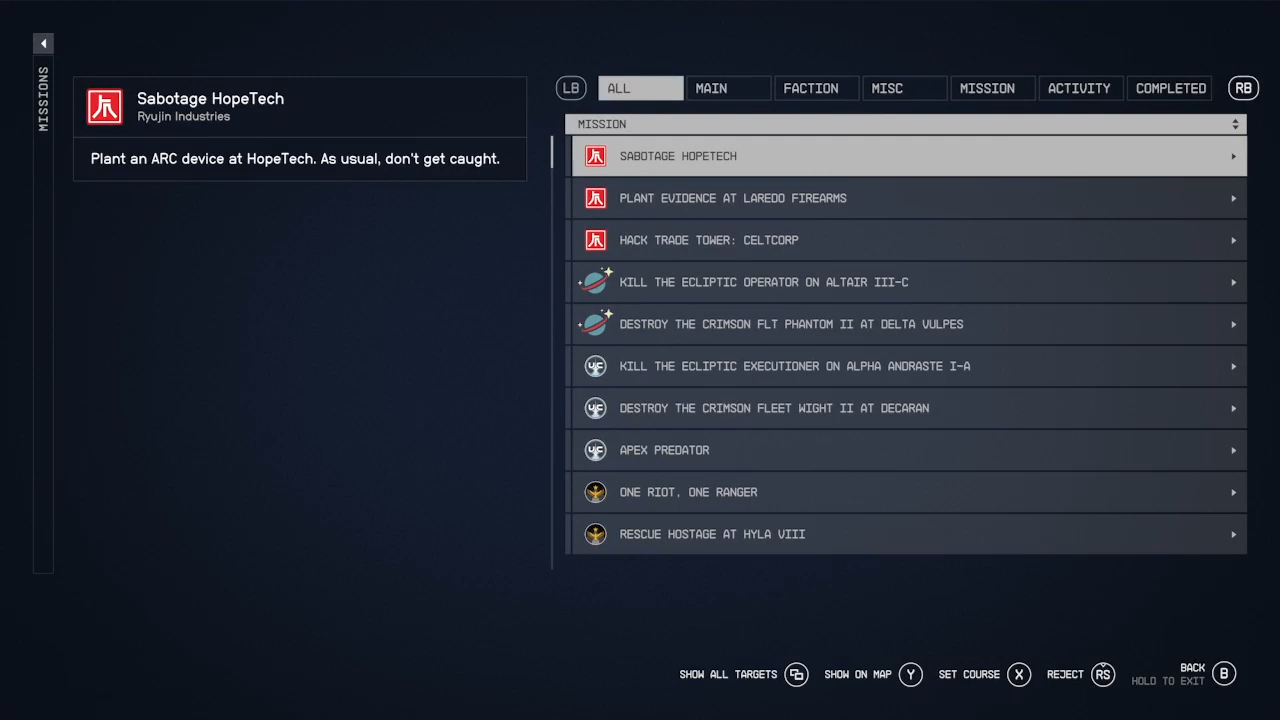 MISSIONS
Sabotage HopeTech
Ryujin Industries
Plant an ARC device at HopeTech. As usual, don't get caught.
LB ALL MAIN FACTION MISC MISSION ACTIVITY COMPLETED RB
MISSION
SABOTAGE HOPETECH
PLANT EVIDENCE AT LAREDO FIREARMS
HACK TRADE TOWER: CELTCORP
KILL THE ECLIPTIC OPERATOR ON ALTAIR III-C
DESTROY THE CRIMSON FLT PHANTOM II AT DELTA VULPES
UC KILL THE ECLIPTIC EXECUTIONER ON ALPHA ANDRASTE I-A
UC DESTROY THE CRIMSON FLEET WIGHT II AT DECARAN
UC APEX PREDATOR
ONE RIOT, ONE RANGER
RESCUE HOSTAGE AT HYLA VIII
SHOW ALL TARGETS SHOW ON MAP Y SET COURSE X REJECT RS BACK B
HOLD TO EXIT